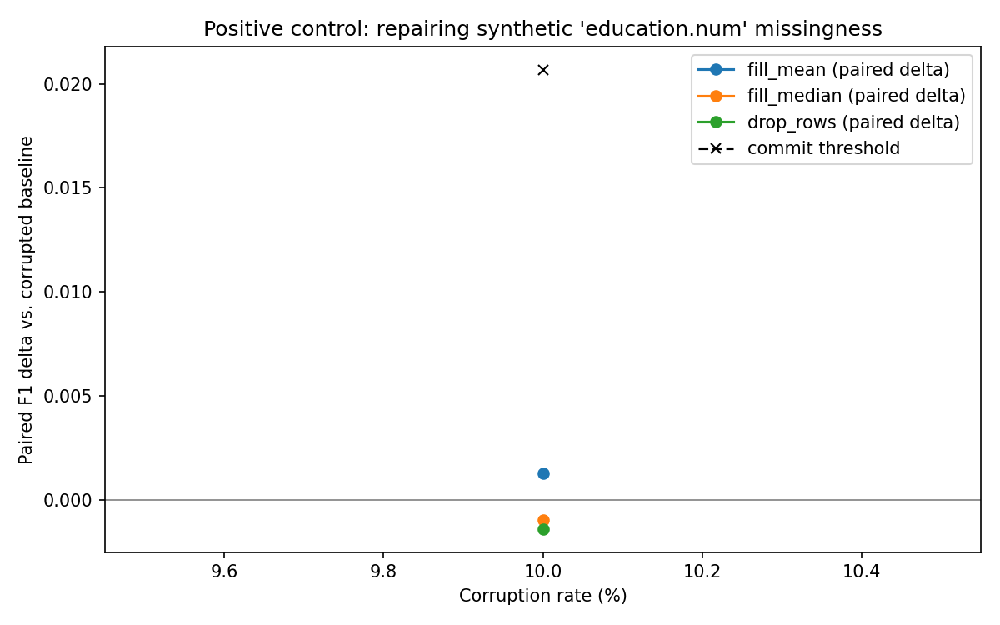 Positive control: repairing synthetic 'education.num' missingness
fill_mean (paired delta)
fill_median (paired delta)
drop_rows (paired delta)
commit threshold
Paired F1 delta vs. corrupted baseline
0.020
0.015
0.010
0.005
0.000
9.6 9.8 10.0 10.2 10.4
Corruption rate (%)